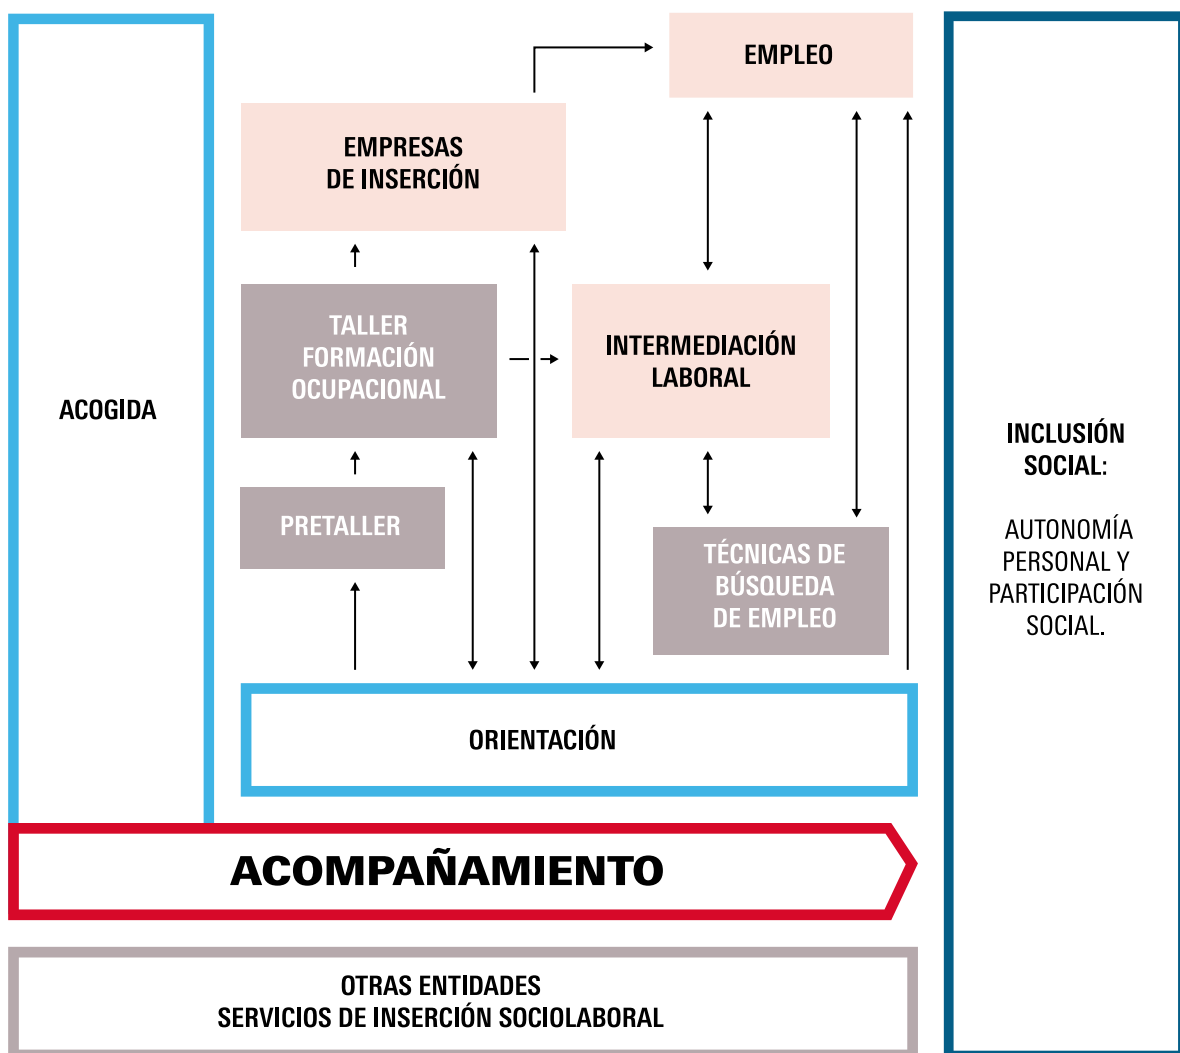 EMPLEO
EMPRESAS
DE INSERCIÓN
TALLER
FORMACIÓN
OCUPACIONAL
INTERMEDIACIÓN
LABORAL
ACOGIDA
PRETALLER
TÉCNICAS DE
BÚSQUEDA
DE EMPLEO
INCLUSIÓN
SOCIAL:
AUTONOMÍA
PERSONAL Y
PARTICIPACIÓN
SOCIAL.
ORIENTACIÓN
ACOMPAÑAMIENTO
OTRAS ENTIDADES
SERVICIOS DE INSERCIÓN SOCIOLABORAL